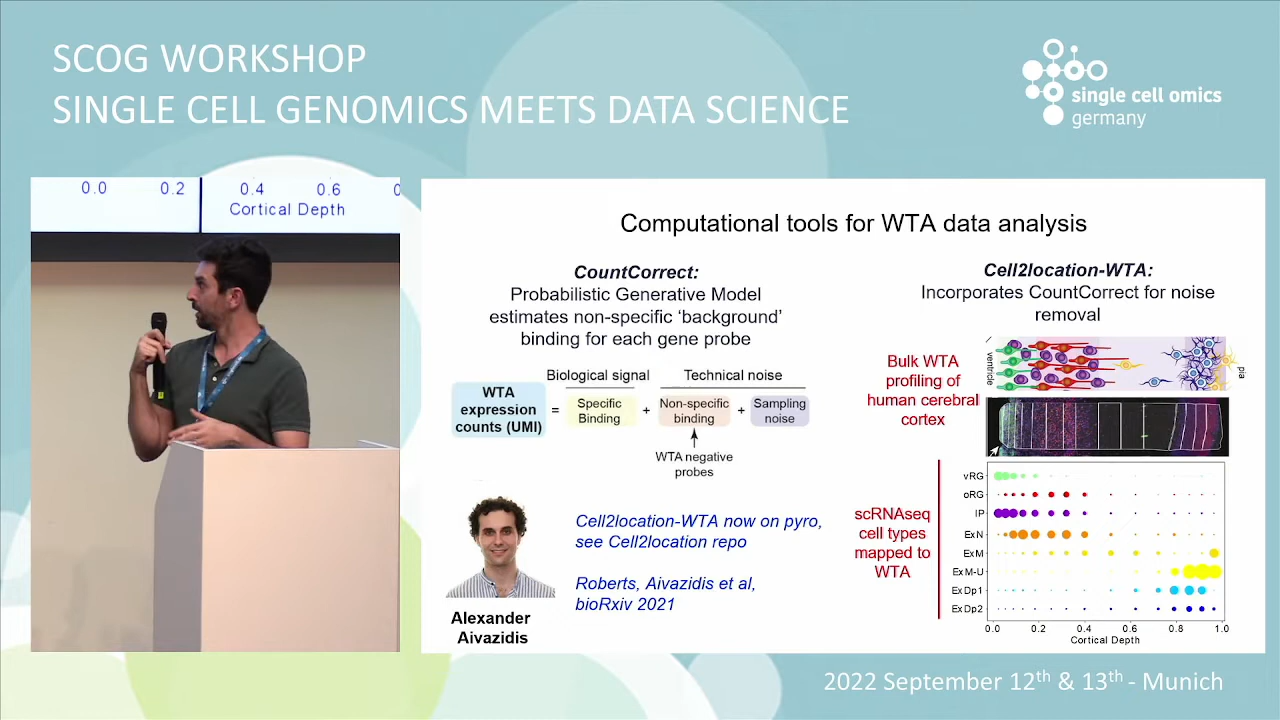 SCOG WORKSHOP
SINGLE CELL GENOMICS MEETS DATA SCIENCE
single cell omics
germany
0.0 0.2 0.4 0.6
Cortical Depth
Computational tools for WTA data analysis
CountCorrect:
Probabilistic Generative Model
estimates non-specific ‘background’
binding for each gene probe
Biological signal Technical noise
WTA
expression
counts (UMI)
=
Specific
Binding
+
Non-specific
binding
+
Sampling
noise
WTA negative
probes
Alexander
Aivazidis
Cell2location-WTA now on pyro,
see Cell2location repo
Roberts, Aivazidis et al,
bioRxiv 2021
Cell2location-WTA:
Incorporates CountCorrect for noise
removal
Bulk WTA
profiling of
human cerebral
cortex
ventricle
pia
scRNAseq
cell types
mapped to
WTA
vRG
oRG
IP
ExN
ExM
ExM-U
ExDp1
ExDp2
0.0 0.2 0.4 0.6 0.8 1.0
Cortical Depth
2022 September 12th & 13th - Munich